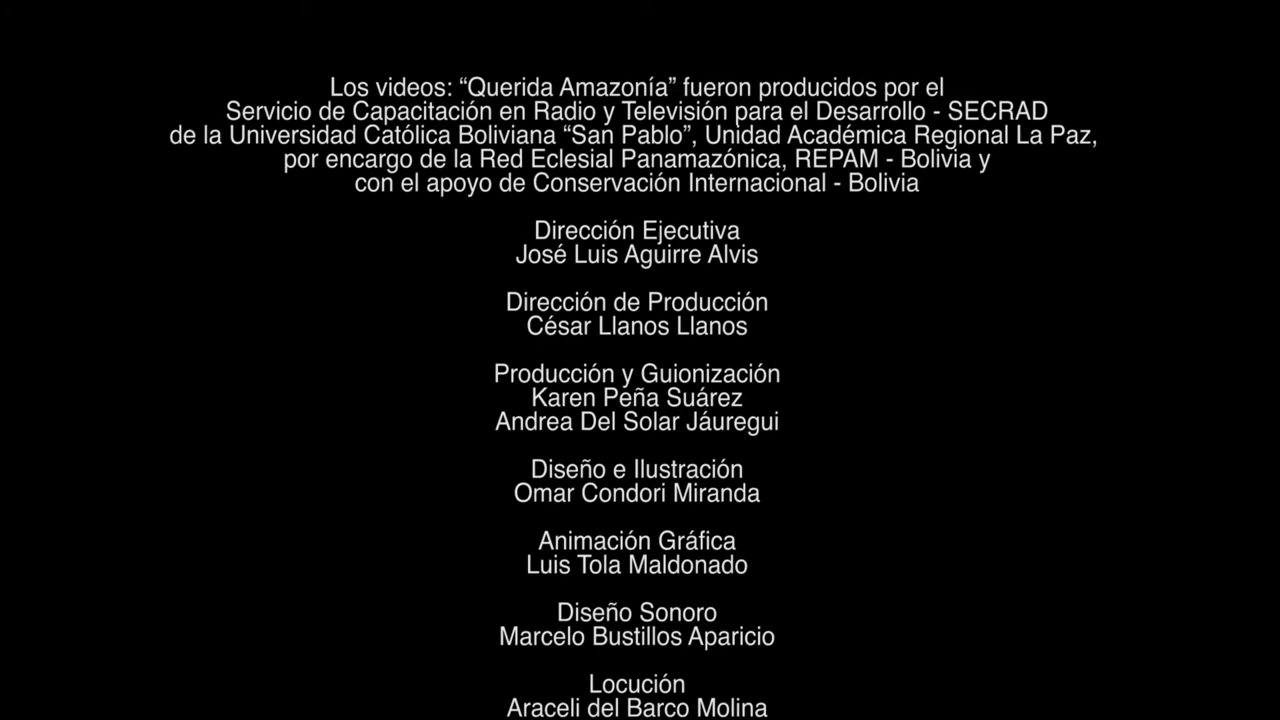 Los videos: “Querida Amazonía” fueron producidos por el
Servicio de Capacitación en Radio y Televisión para el Desarrollo - SECRAD
de la Universidad Católica Boliviana “San Pablo”, Unidad Académica Regional La Paz,
por encargo de la Red Eclesial Panamazónica, REPAM - Bolivia y
con el apoyo de Conservación Internacional - Bolivia
Dirección Ejecutiva
José Luis Aguirre Alvis
Dirección de Producción
César Llanos Llanos
Producción y Guionización
Karen Peña Suárez
Andrea Del Solar Jáuregui
Diseño e Ilustración
Omar Condori Miranda
Animación Gráfica
Luis Tola Maldonado
Diseño Sonoro
Marcelo Bustillos Aparicio
Locución
Araceli del Barco Molina